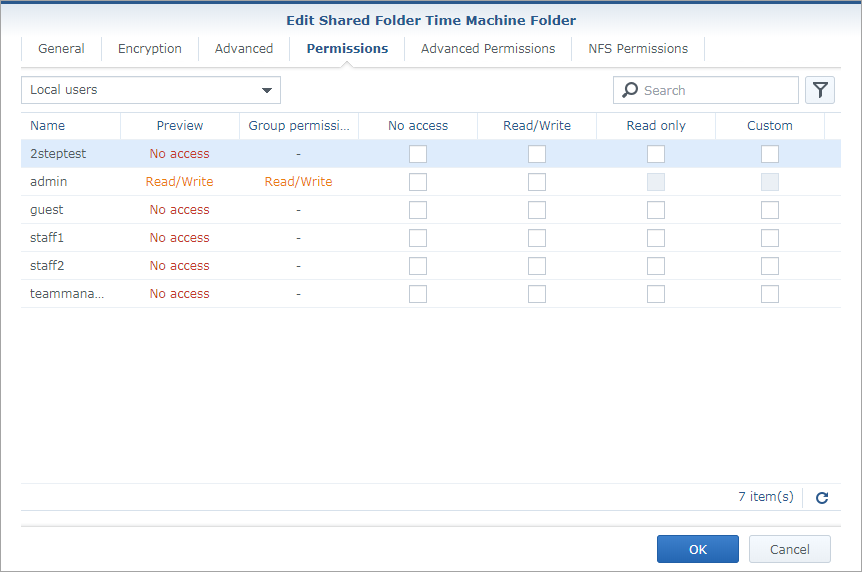 Edit Shared Folder Time Machine Folder
General Encryption Advanced Permissions Advanced Permissions NFS Permissions
Local users Search
Name Preview Group permissi... No access Read/Write Read only Custom
2steptest No access -
admin Read/Write Read/Write
guest No access -
staff1 No access -
staff2 No access -
teammana... No access -
7 item(s)
OK Cancel